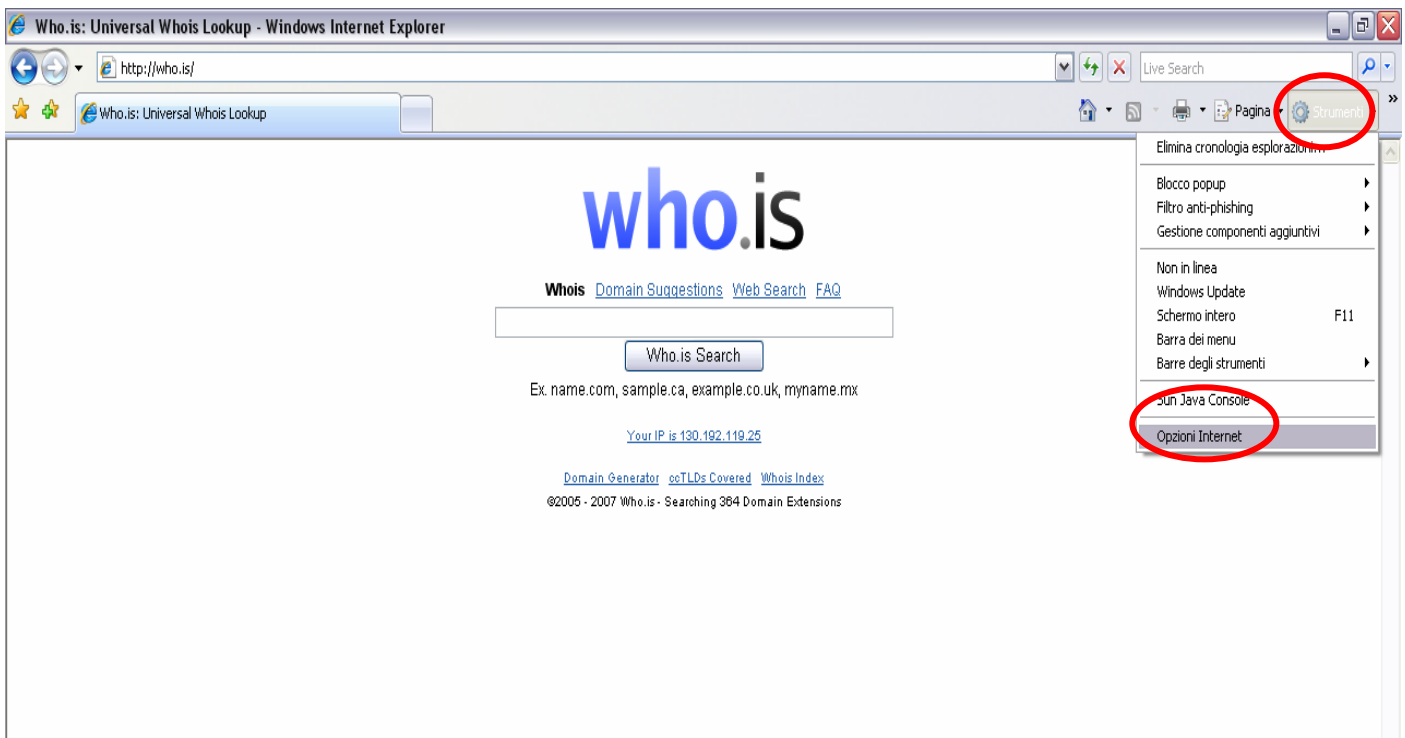 Who.is: Universal Whois Lookup - Windows Internet Explorer
http://who.is/
Live Search
Who.is: Universal Whois Lookup
Pagina
Strumenti
»
Elimina cronologia esplorazioni...
Blocco popup
Filtro anti-phishing
Gestione componenti aggiuntivi
Non in linea
Windows Update
Schermo intero F11
Barra dei menu
Barre degli strumenti
Sun Java Console
Opzioni Internet
who.is
Whois Domain Suggestions Web Search FAQ
Who.is Search
Ex. name.com, sample.ca, example.co.uk, myname.mx
Your IP is 130.192.119.25
Domain Generator ccTLDs Covered Whois Index
©2005 - 2007 Who.is - Searching 364 Domain Extensions